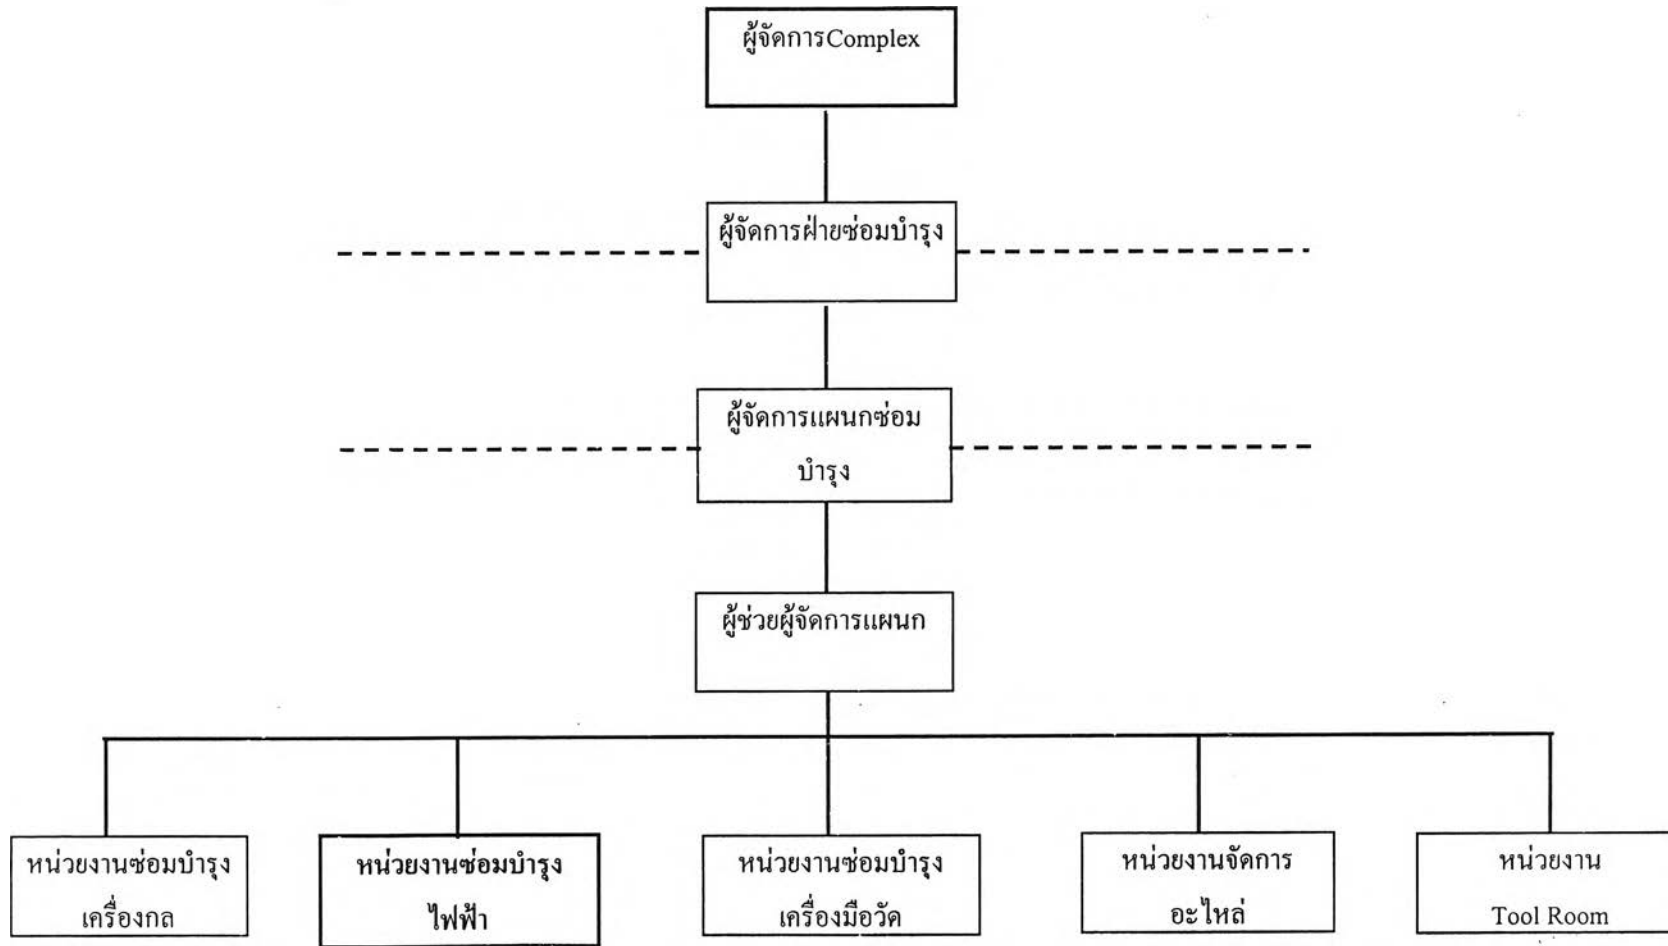 ผู้จัดการComplex
ผู้จัดการฝ่ายซ่อมบำรุง
ผู้จัดการแผนกซ่อม
บำรุง
ผู้ช่วยผู้จัดการแผนก
หน่วยงานซ่อมบำรุง
เครื่องกล
หน่วยงานซ่อมบำรุง
ไฟฟ้า
หน่วยงานซ่อมบำรุง
เครื่องมือวัด
หน่วยงานจัดการ
อะไหล่
หน่วยงาน
Tool Room